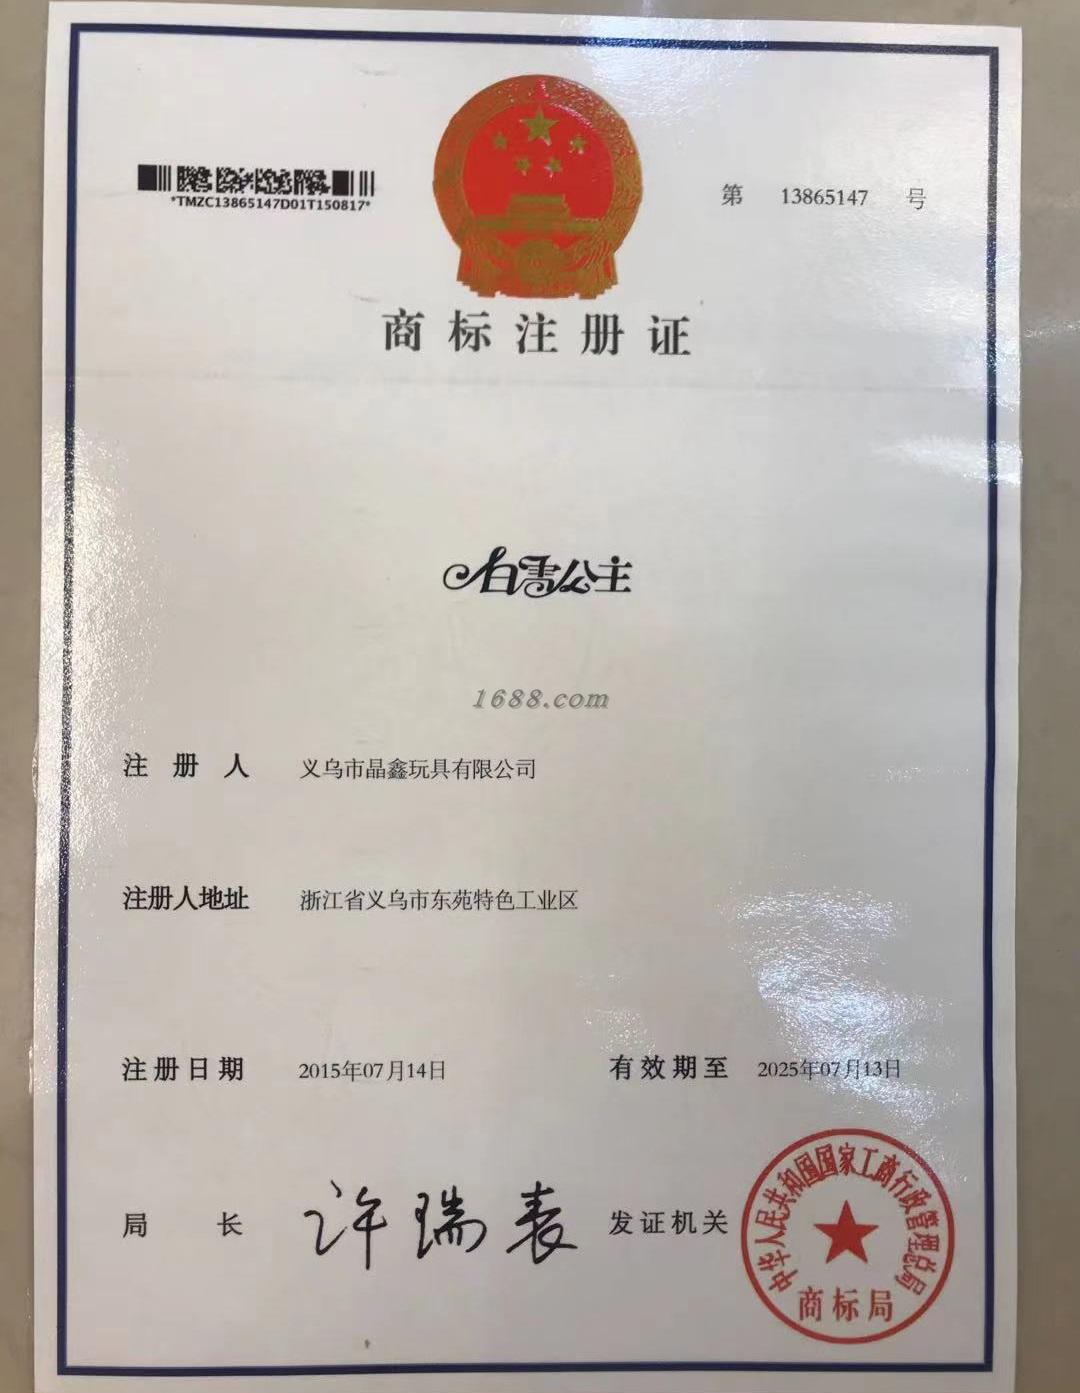 *TMZC13865147D01T150817*
第 13865147 号
商标注册证
白雪公主
1688.com
注册人 义乌市晶鑫玩具有限公司
注册人地址 浙江省义乌市东苑特色工业区
注册日期 2015年07月14日 有效期至 2025年07月13日
局长 许瑞表 发证机关
中华人民共和国国家工商行政管理总局
商标局